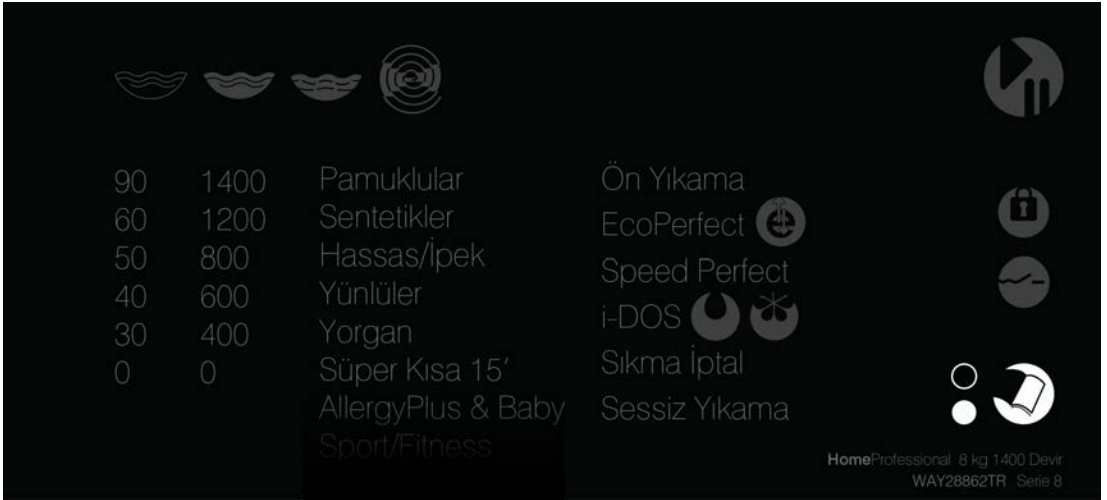 90 1400 Pamuklular Ön Yıkama
60 1200 Sentetikler EcoPerfect
50 800 Hassas/İpek Speed Perfect
40 600 Yünlüler i-DOS
30 400 Yorgan Sıkma İptal
0 0 Süper Kısa 15′
AllergyPlus & Baby Sessiz Yıkama
Sport/Fitness
HomeProfessional 8 kg 1400 Devir
WAY28862TR Serie 8